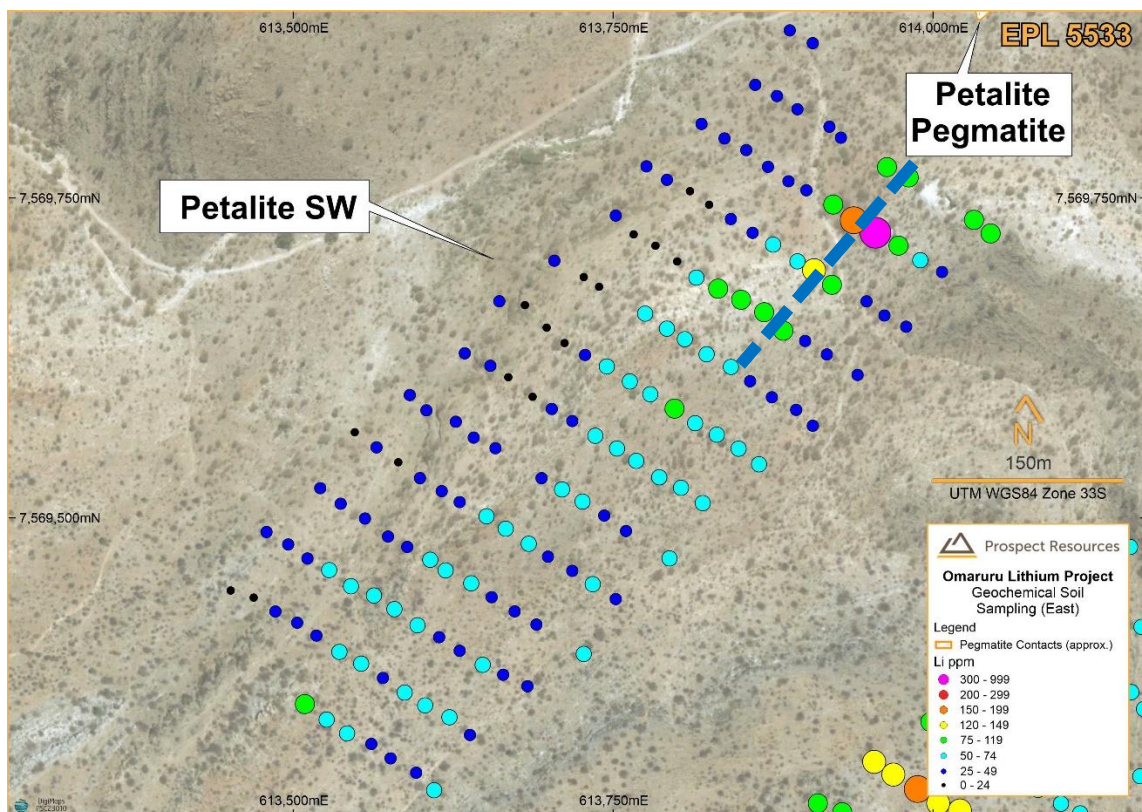 613,500mE
613,750mE
614,000mE
EPL 5533
Petalite
Pegmatite
Petalite SW
7,569,750mN
7,569,750mN
N
150m
UTM WGS84 Zone 33S
7,569,500mN
Prospect Resources
Omaruru Lithium Project
Geochemical Soil
Sampling (East)
Legend
Pegmatite Contacts (approx.)
Li ppm
300 - 999
200 - 299
150 - 199
120 - 149
75 - 119
50 - 74
25 - 49
0 - 24
DigiMaps
613,500mE
613,750mE